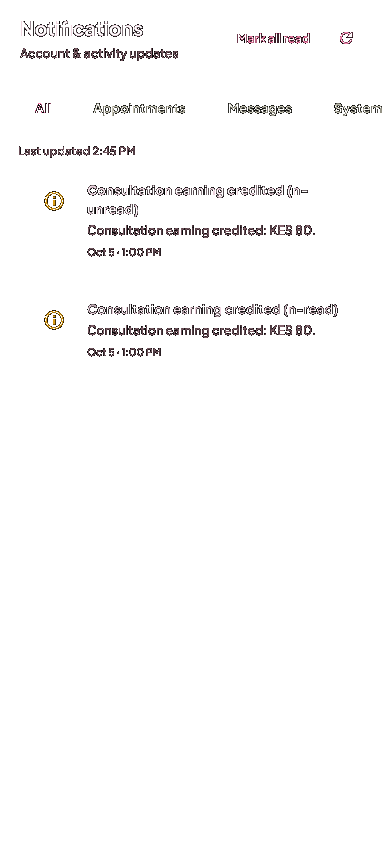 Notifications
Mark all read
Account & activity updates
All Appointments Messages System
Last updated 2:45 PM
Consultation earning credited (n-
unread)
Consultation earning credited: KES 80.
Oct 5 · 1:00 PM
Consultation earning credited (n-read)
Consultation earning credited: KES 80.
Oct 5 · 1:00 PM